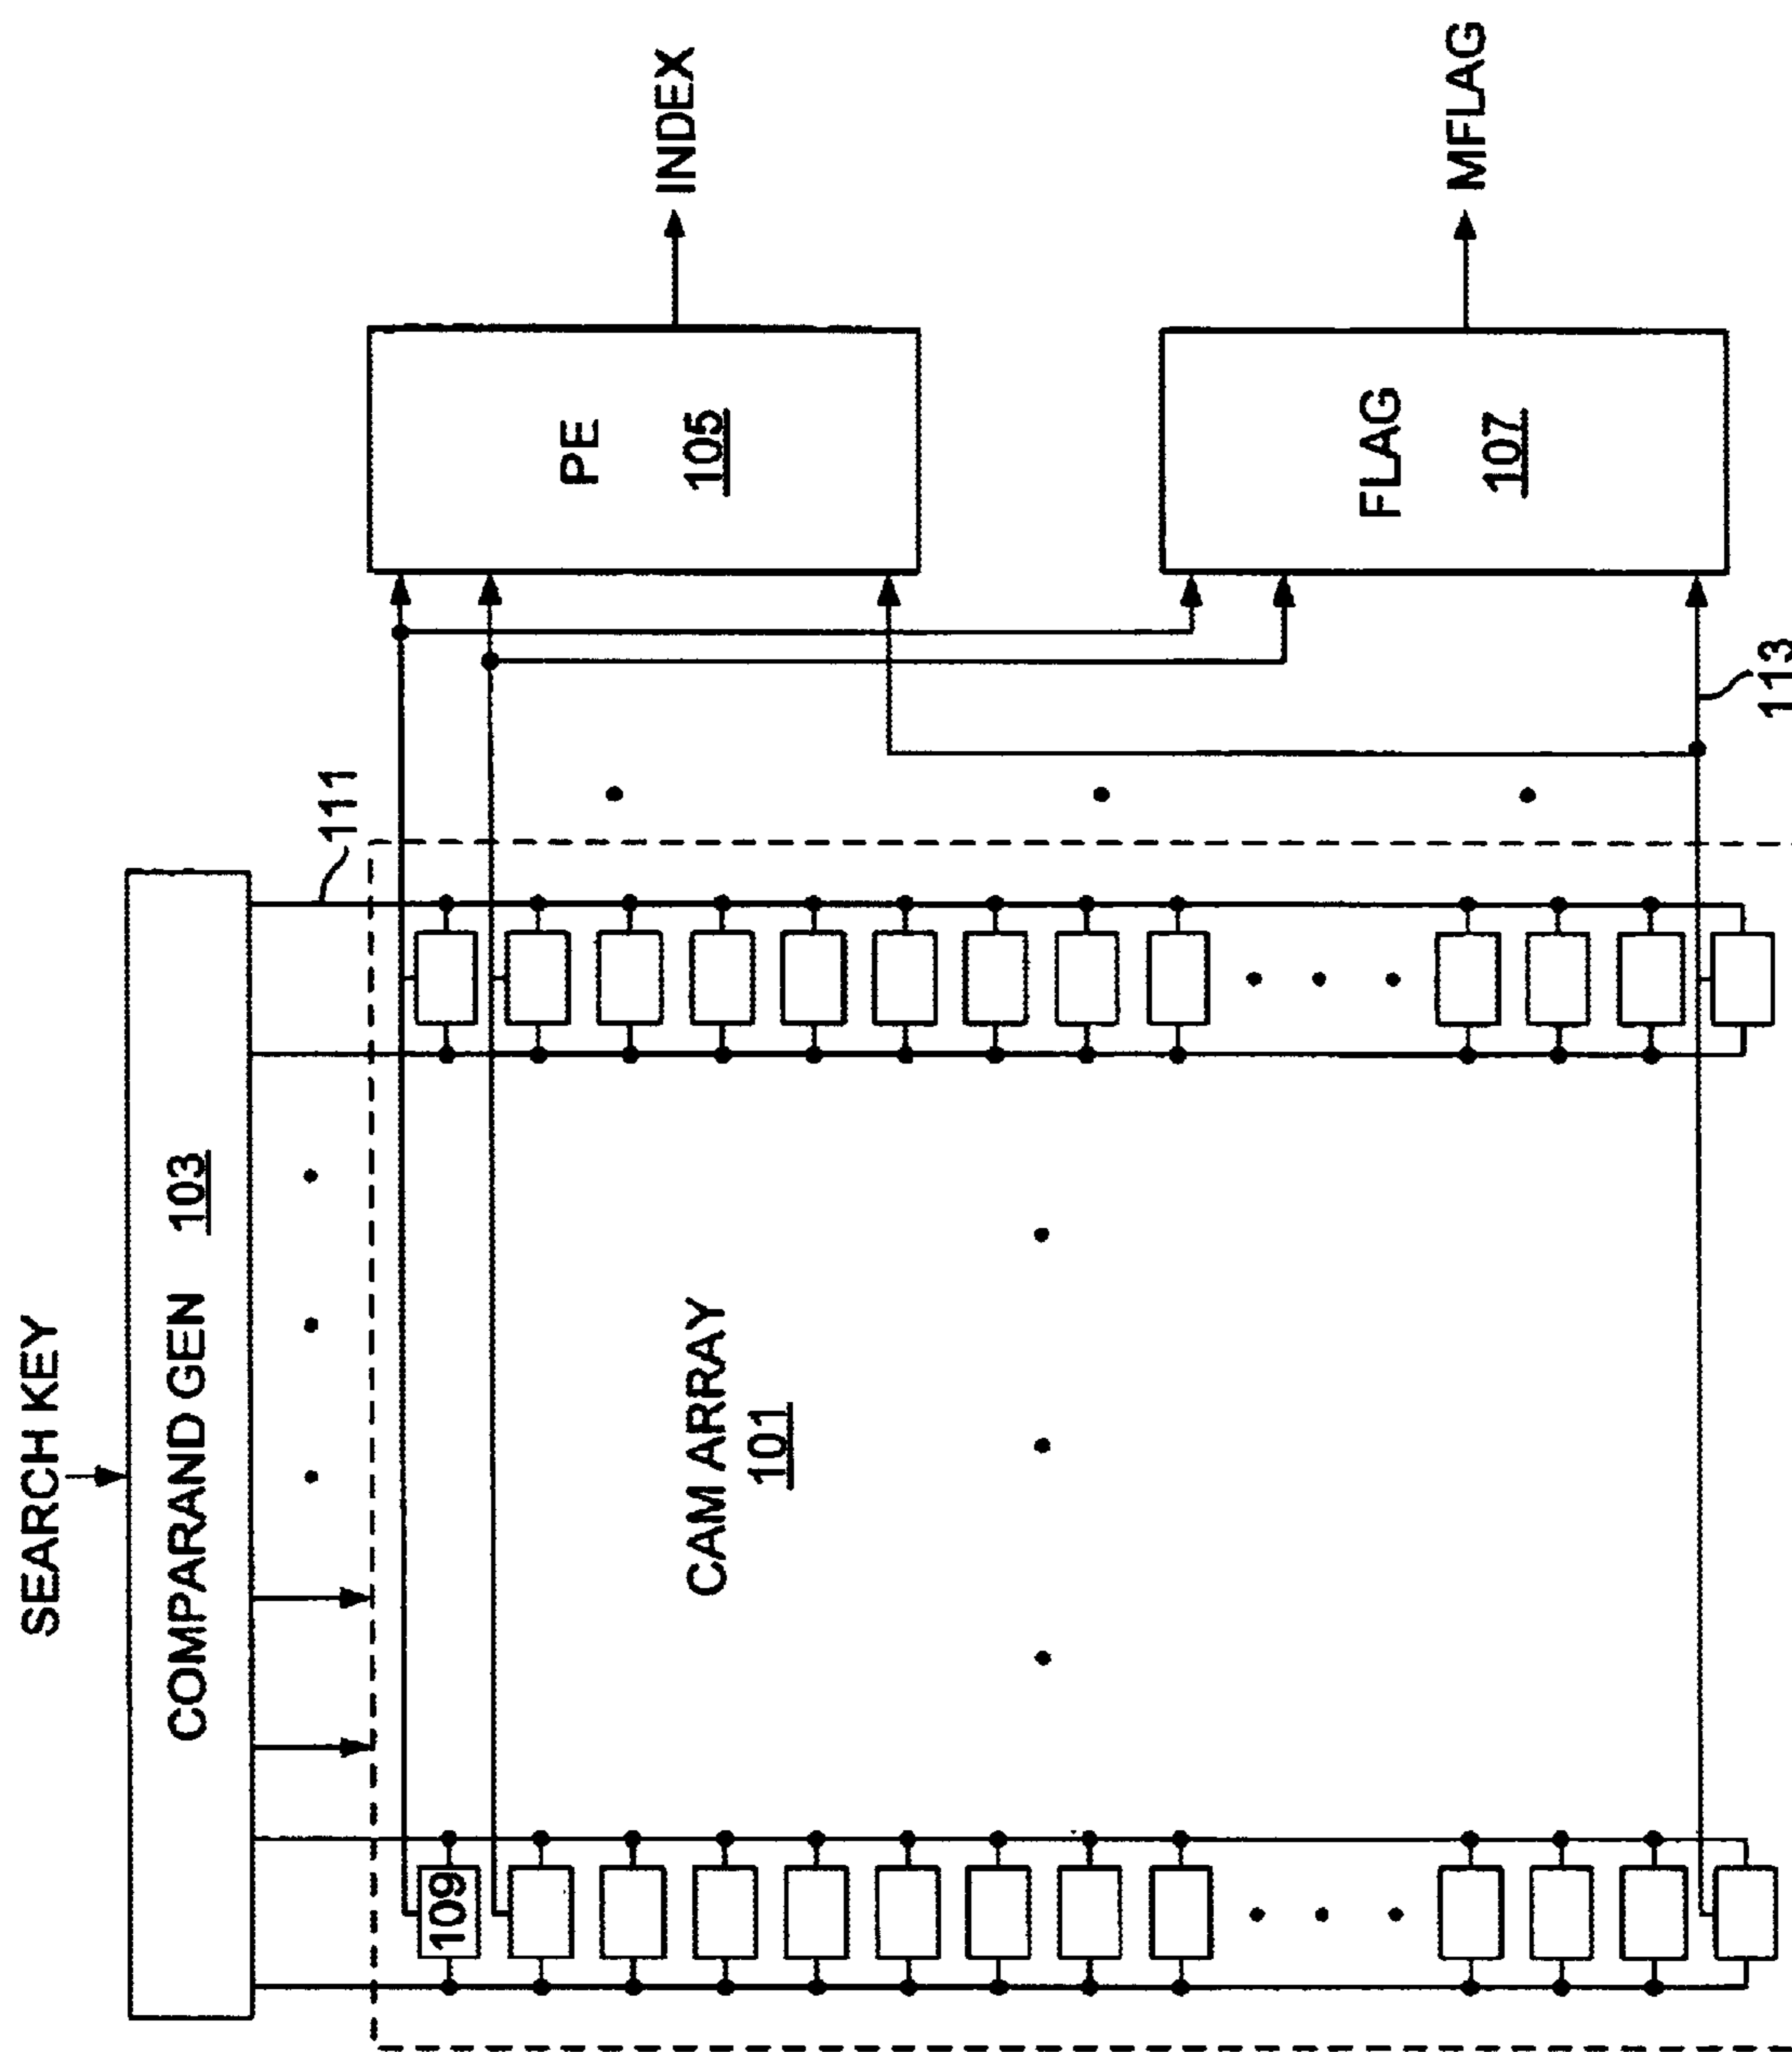 SEARCH KEY
COMPARAND GEN 103
111
109
CAM ARRAY
101
113
PE
105
INDEX
FLAG
107
MFLAG